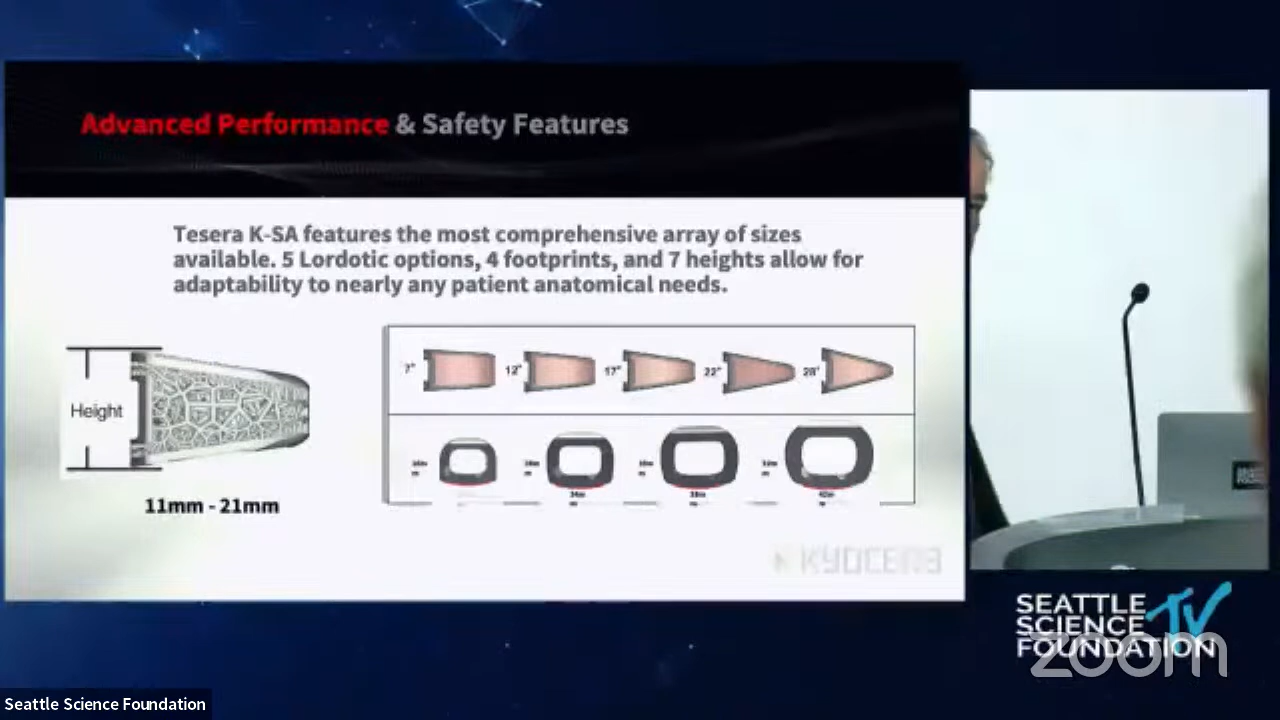 Advanced Performance & Safety Features
Tesera K-SA features the most comprehensive array of sizes
available. 5 Lordotic options, 4 footprints, and 7 heights allow for
adaptability to nearly any patient anatomical needs.
Height
11mm - 21mm
7°
12°
17°
22°
28°
KYOCERA
SEATTLE
SCIENCE
FOUNDATION
TV
zoom
Seattle Science Foundation